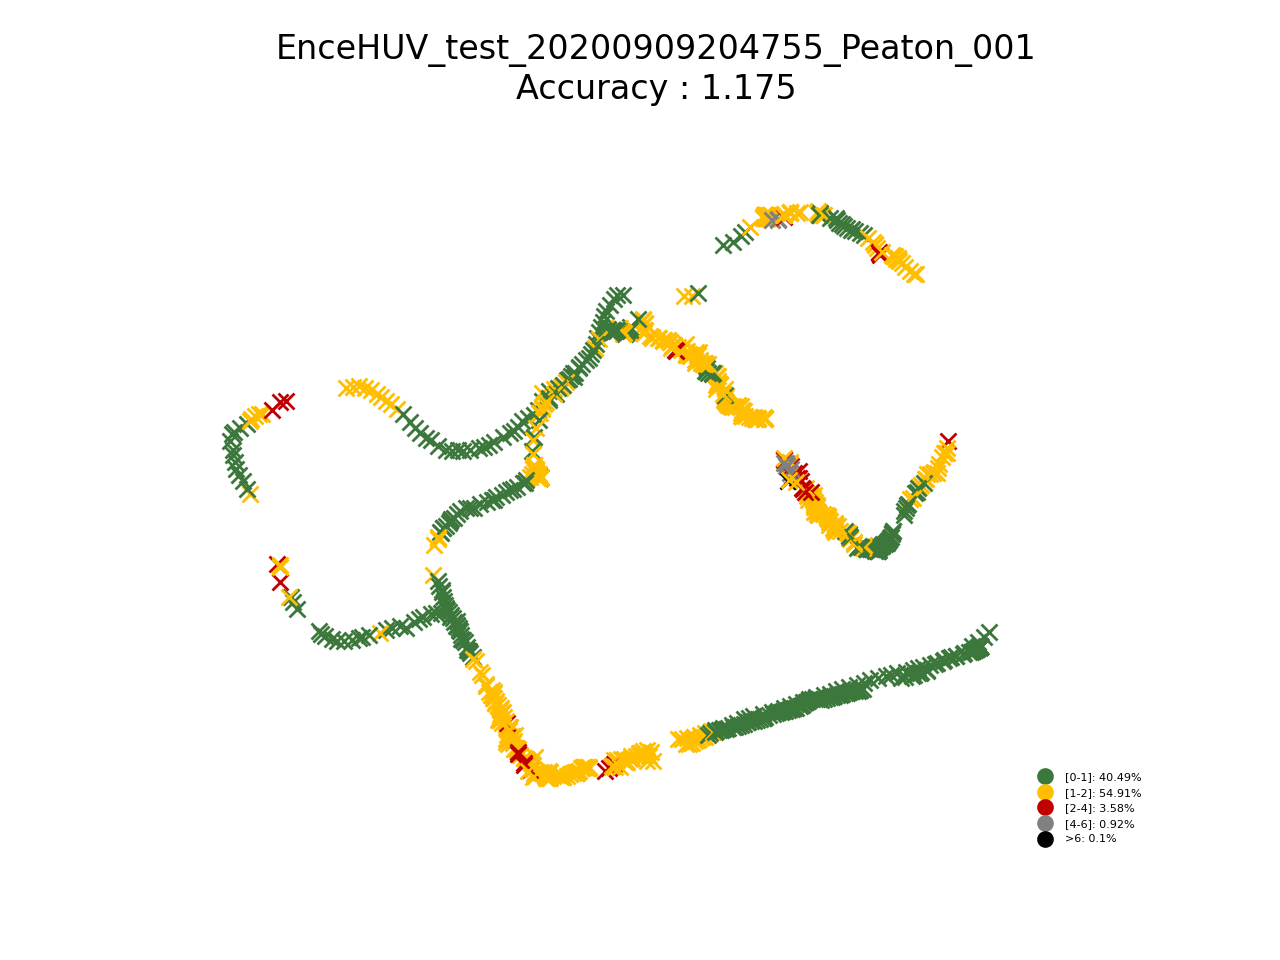 EnceHUV_test_20200909204755_Peaton_001
Accuracy : 1.175
[0-1]: 40.49%
[1-2]: 54.91%
[2-4]: 3.58%
[4-6]: 0.92%
>6: 0.1%